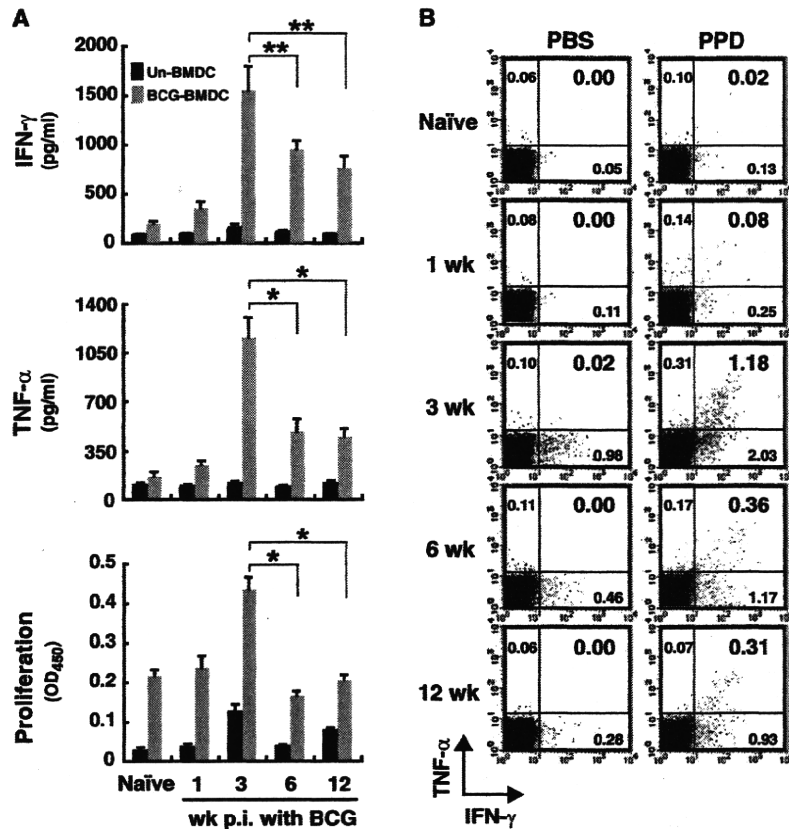 A
** **
2000
1500
1000
500
0
IFN-γ
(pg/ml)
Un-BMDC
BCG-BMDC
* *
1400
1050
700
350
0
TNF-α
(pg/ml)
* *
0.5
0.4
0.3
0.2
0.1
0
Proliferation
(OD450)
Naïve 1 3 6 12
wk p.i. with BCG
B
PBS PPD
Naïve
0.06 0.00 0.05
0.10 0.02 0.13
1 wk
0.08 0.00 0.11
0.14 0.08 0.25
3 wk
0.10 0.02 0.98
0.31 1.18 2.03
6 wk
0.11 0.00 0.46
0.17 0.36 1.17
12 wk
0.06 0.00 0.28
0.07 0.31 0.93
TNF-α
IFN-γ